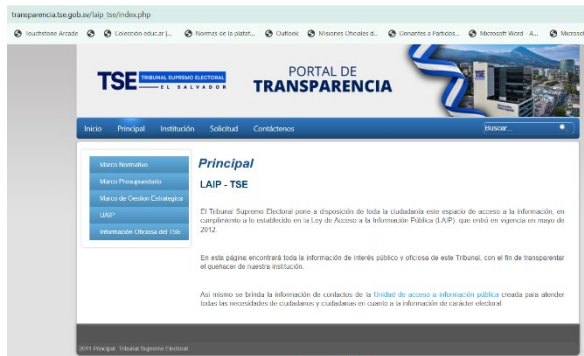 transparencia.tse.gob.sv/laip_tse/index.php
Touchstone Arcade Colección educar |... Normas de la plataf... Outlook Misiones Oficiales d... Donantes a Partidos... Microsoft Word - A... Microsof
TSE TRIBUNAL SUPREMO ELECTORAL
EL SALVADOR
PORTAL DE
TRANSPARENCIA
TSE
Inicio Principal Institución Solicitud Contáctenos Buscar...
Marco Normativo
Marco Presupuestario
Marco de Gestion Estrategica
UAIP
Información Oficiosa del TSE
Principal
LAIP - TSE
El Tribunal Supremo Electoral pone a disposición de toda la ciudadanía este espacio de acceso a la información, en
cumplimiento a lo establecido en la Ley de Acceso a la Información Pública (LAIP), que entró en vigencia en mayo de
2012.
En esta página encontrará toda la información de interés público y oficiosa de este Tribunal, con el fin de transparentar
el quehacer de nuestra institución.
Asi mismo se brinda la información de contactos de la Unidad de acceso a información pública creada para atender
todas las necesidades de ciudadanos y ciudadanas en cuanto a la información de carácter electoral.
2011 Principal. Tribunal Supremo Electoral